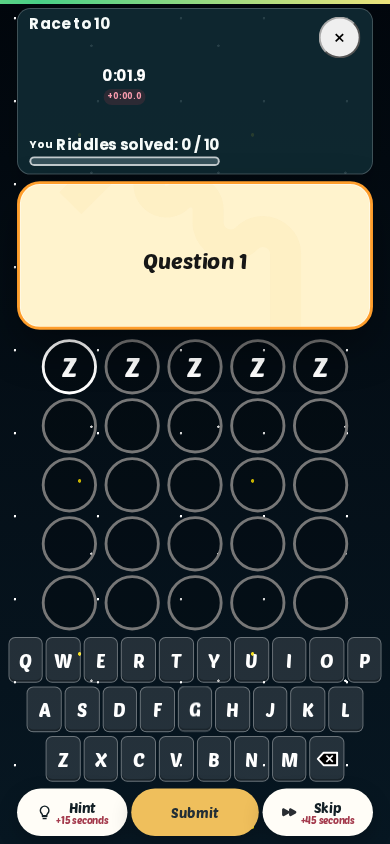 Race to 10
×
0:01.9
+0:00.0
You Riddles solved: 0 / 10
Question 1
Z Z Z Z Z
Q W E R T Y U I O P
A S D F G H J K L
Z X C V B N M
Hint
+15 seconds
Submit
Skip
+45 seconds